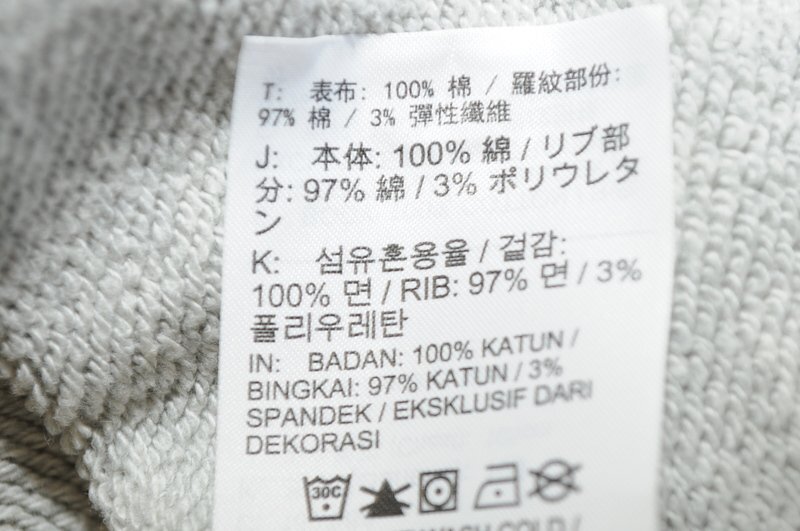 T: 表布: 100% 棉 / 羅紋部份:
97% 棉 / 3% 彈性纖維
J: 本体: 100% 綿 / リブ部
分: 97% 綿 / 3% ポリウレタ
ン
K: 섬유혼용율 / 겉감:
100% 면 / RIB: 97% 면 / 3%
폴리우레탄
IN: BADAN: 100% KATUN /
BINGKAI: 97% KATUN / 3%
SPANDEK / EKSKLUSIF DARI
DEKORASI
30C